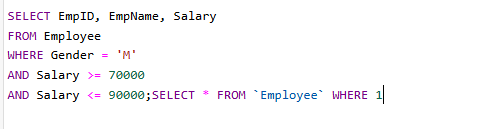 SELECT EmpID, EmpName, Salary
FROM Employee
WHERE Gender = 'M'
AND Salary >= 70000
AND Salary <= 90000;SELECT * FROM `Employee` WHERE 1